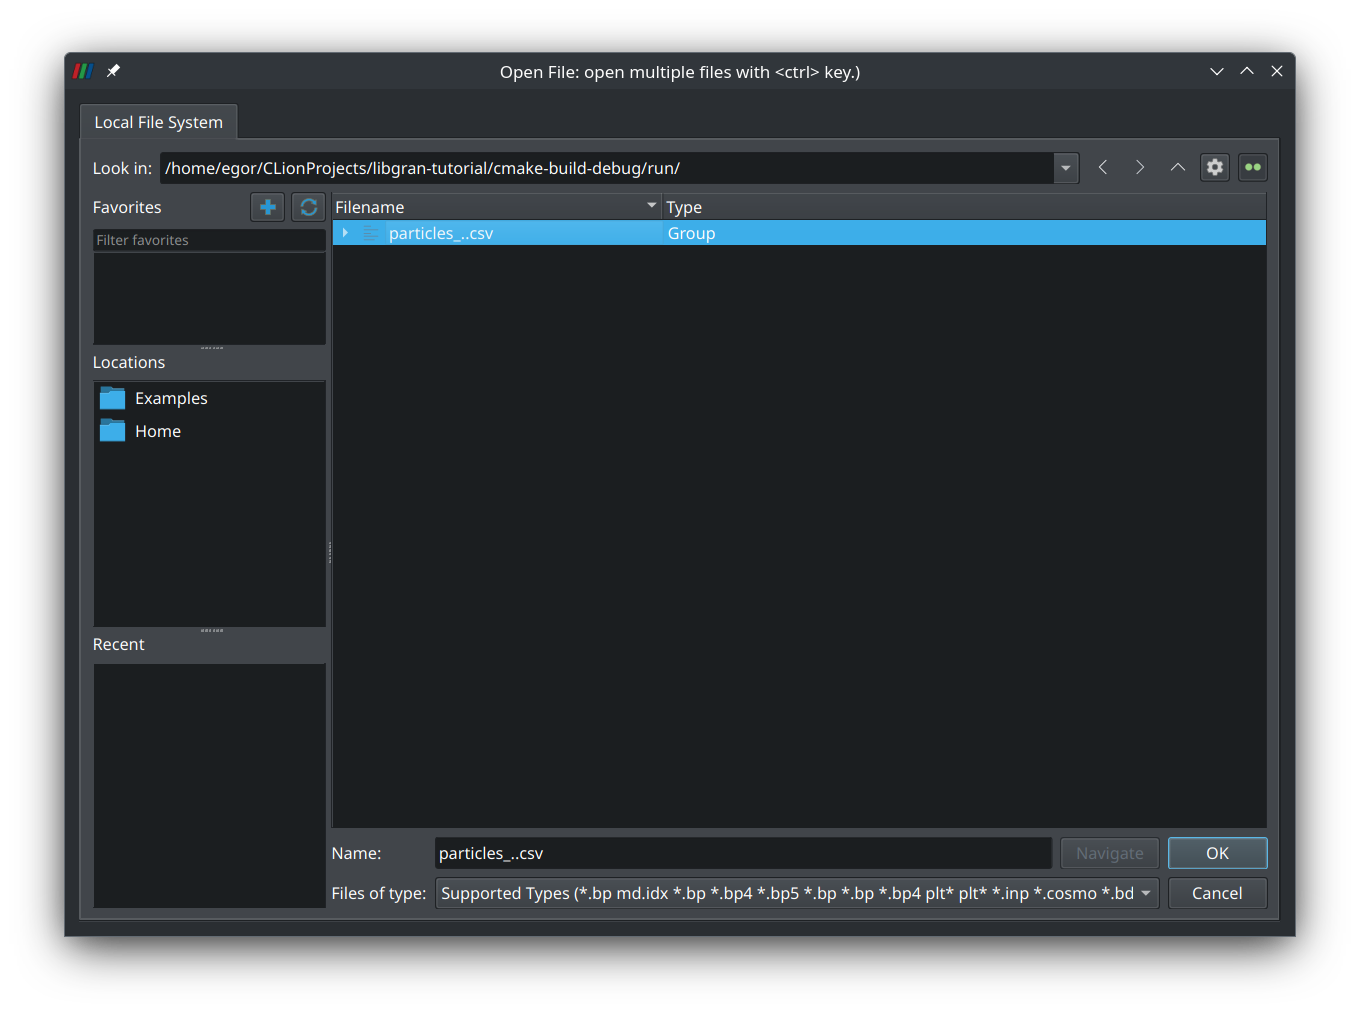 Open File: open multiple files with <ctrl> key.)
Local File System
Look in: /home/egor/CLionProjects/libgran-tutorial/cmake-build-debug/run/
Favorites
Filter favorites
Filename Type
particles_..csv Group
Locations
Examples
Home
Recent
Name: particles_..csv Navigate OK
Files of type: Supported Types (*.bp md.idx *.bp *.bp4 *.bp5 *.bp *.bp *.bp4 plt* plt* *.inp *.cosmo *.bd Cancel